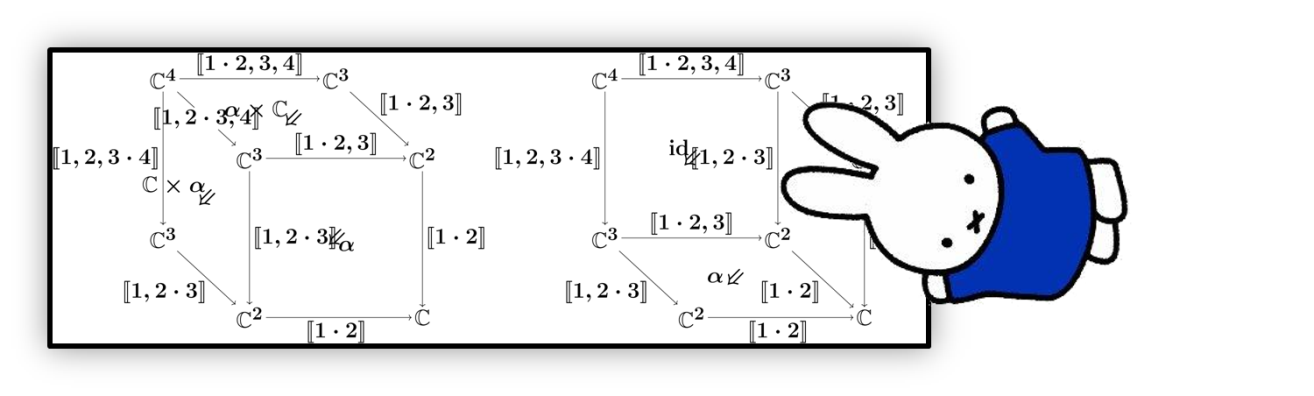 ℂ⁴ ⟦1 · 2, 3, 4⟧ ℂ³
⟦1, 2 · 3, 4⟧ α × ℂ ⇙ ⟦1 · 2, 3⟧
⟦1, 2, 3 · 4⟧ ℂ³ ⟦1 · 2, 3⟧ ℂ²
ℂ × α ⇙
ℂ³ ⟦1, 2 · 3⟧ ⇙ α ⟦1 · 2⟧
⟦1, 2 · 3⟧
ℂ² ⟦1 · 2⟧ ℂ
ℂ⁴ ⟦1 · 2, 3, 4⟧ ℂ³
2, 3⟧
⟦1, 2, 3 · 4⟧ id ⇙ ⟦1, 2 · 3⟧
ℂ³ ⟦1 · 2, 3⟧ ℂ²
⟦1, 2 · 3⟧ α ⇙ ⟦1 · 2⟧
ℂ² ⟦1 · 2⟧ ℂ